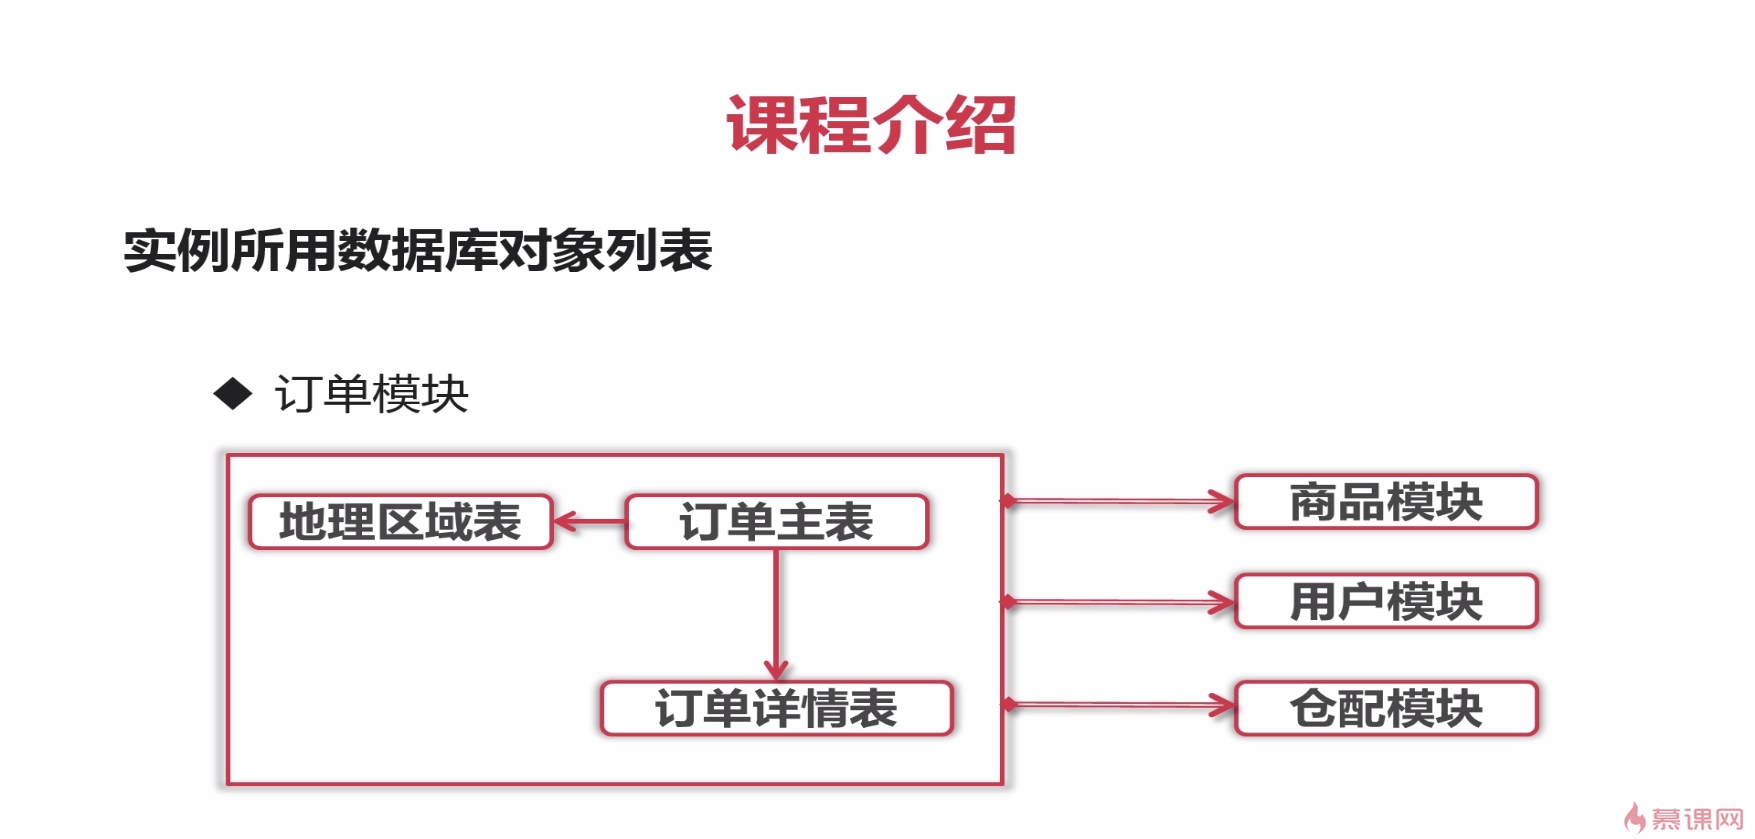 课程介绍
实例所用数据库对象列表
◆ 订单模块
地理区域表
订单主表
订单详情表
商品模块
用户模块
仓配模块
慕课网